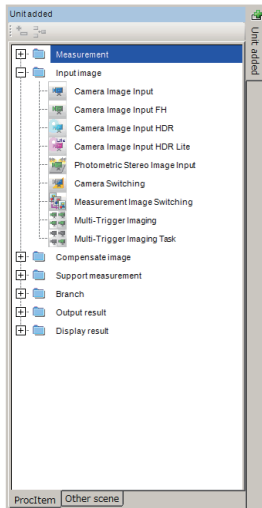 Unit added
Measurement
Input image
Camera Image Input
Camera Image Input FH
Camera Image Input HDR
Camera Image Input HDR Lite
Photometric Stereo Image Input
Camera Switching
Measurement Image Switching
Multi-Trigger Imaging
Multi-Trigger Imaging Task
Compensate image
Support measurement
Branch
Output result
Display result
ProcItem
Other scene
Unit added